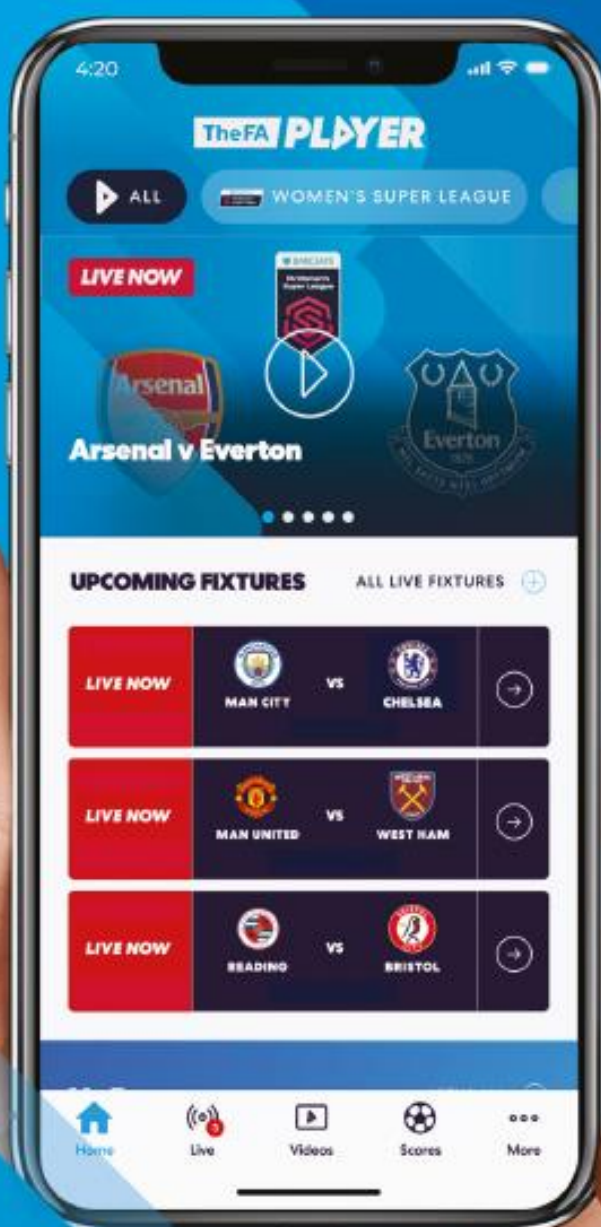 4:20
TheFA PLAYER
ALL
WOMEN'S SUPER LEAGUE
LIVE NOW
BARCLAYS
Arsenal
Everton
1878
Arsenal v Everton
UPCOMING FIXTURES
ALL LIVE FIXTURES
LIVE NOW
MAN CITY
VS
CHELSEA
LIVE NOW
MAN UNITED
VS
WEST HAM
LIVE NOW
READING
VS
BRISTOL
Home
Live
Videos
Scores
More